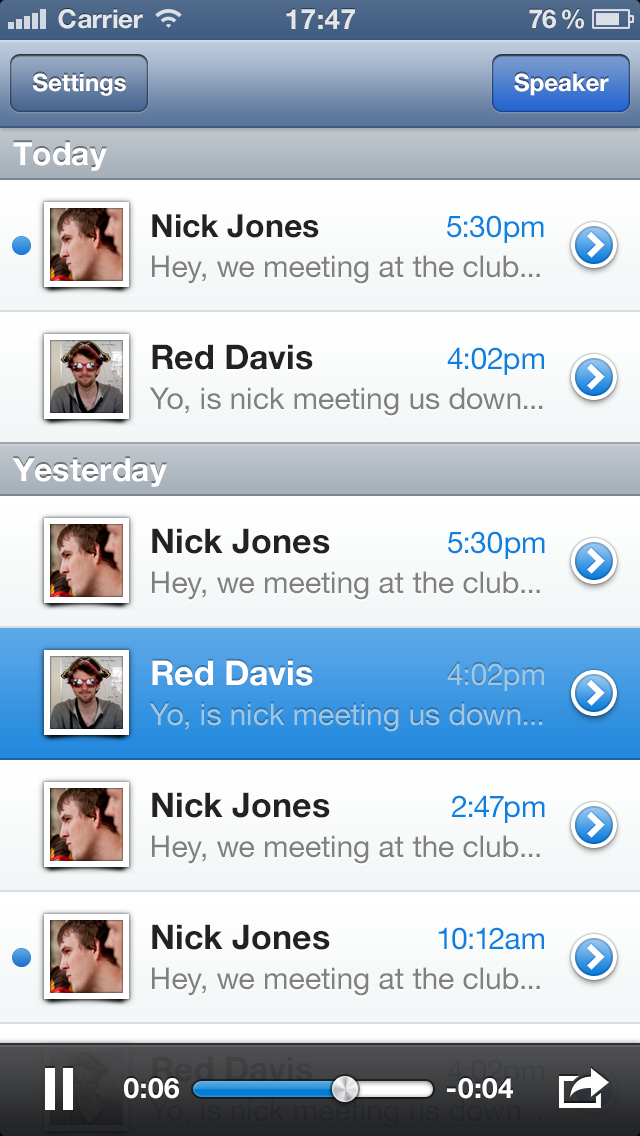 Carrier 17:47 76 %
Settings Speaker
Today
Nick Jones 5:30pm
Hey, we meeting at the club...
Red Davis 4:02pm
Yo, is nick meeting us down...
Yesterday
Nick Jones 5:30pm
Hey, we meeting at the club...
Red Davis 4:02pm
Yo, is nick meeting us down...
Nick Jones 2:47pm
Hey, we meeting at the club...
Nick Jones 10:12am
Hey, we meeting at the club...
Red Davis 4:02pm
0:06 -0:04
Yo, is nick meeting us down...